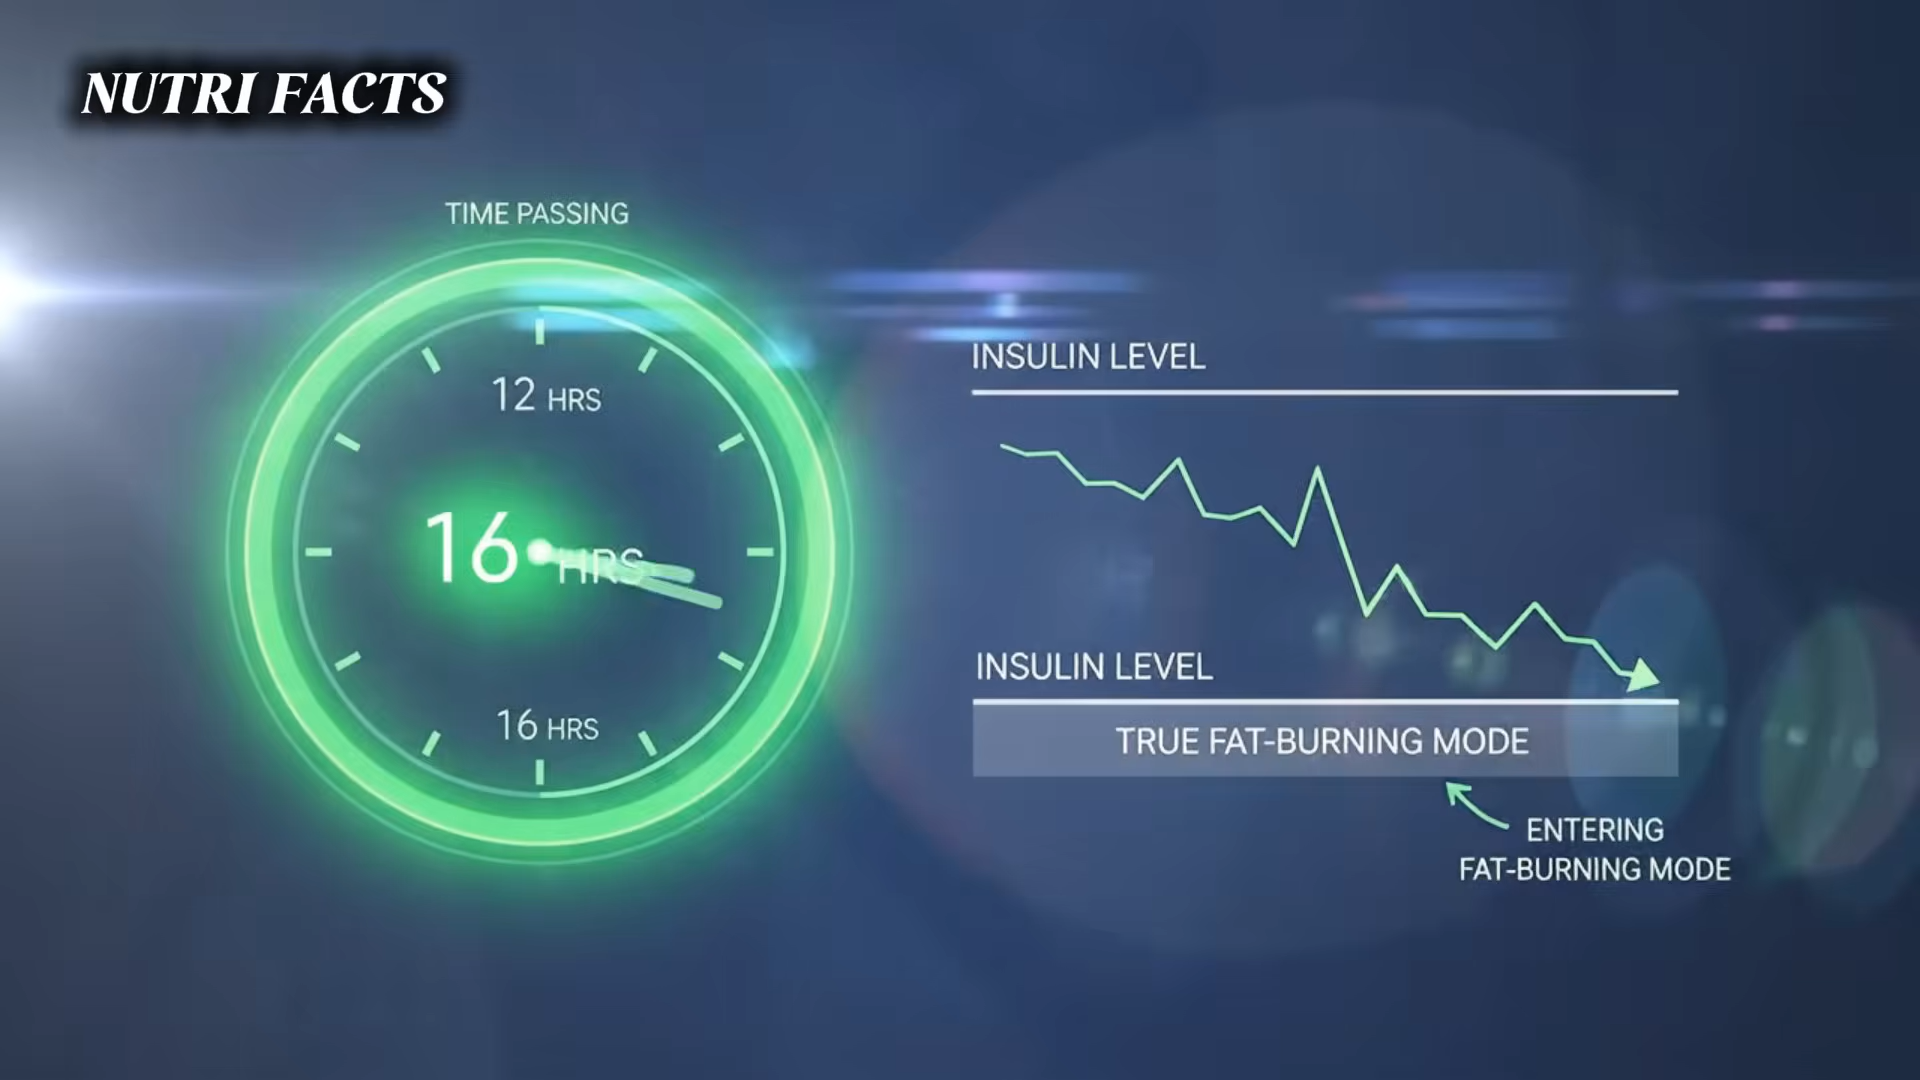 NUTRI FACTS
TIME PASSING
12 HRS
16 HRS
16 HRS
INSULIN LEVEL
INSULIN LEVEL
TRUE FAT-BURNING MODE
ENTERING
FAT-BURNING MODE